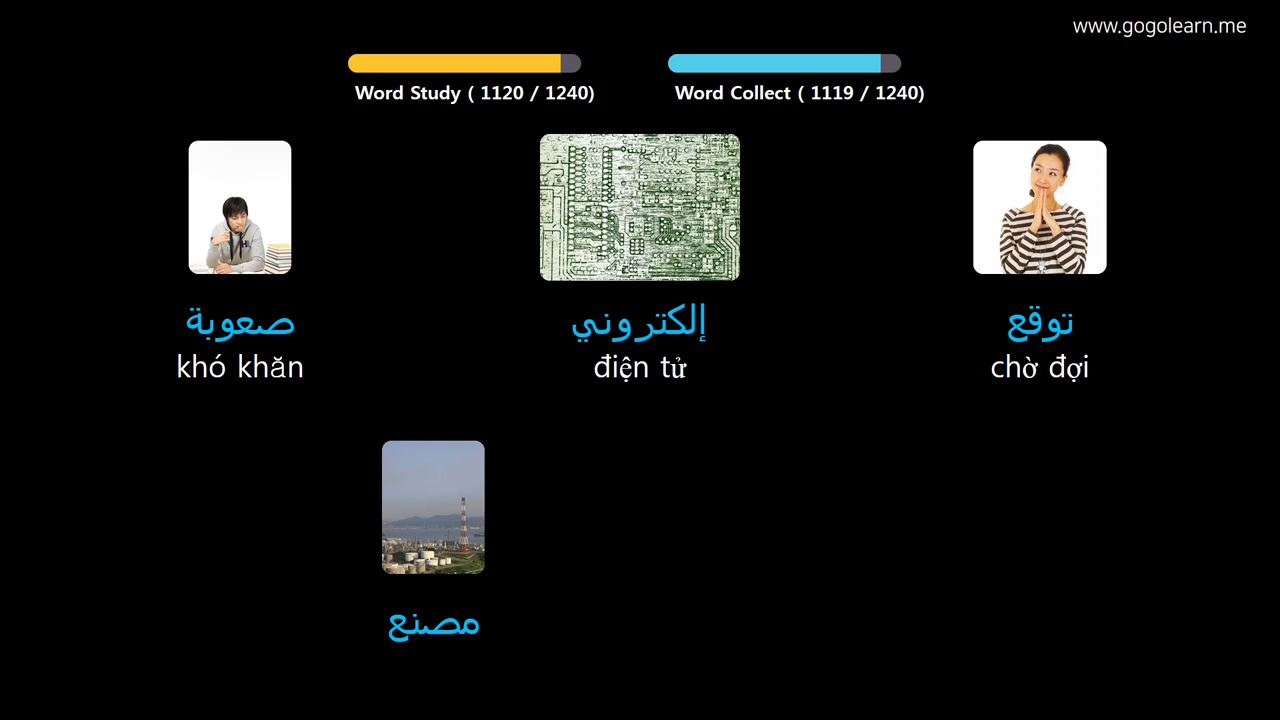 www.gogolearn.me
Word Study ( 1120 / 1240)
Word Collect ( 1119 / 1240)
صعوبة
khó khăn
إلكتروني
điện tử
توقع
chờ đợi
مصنع